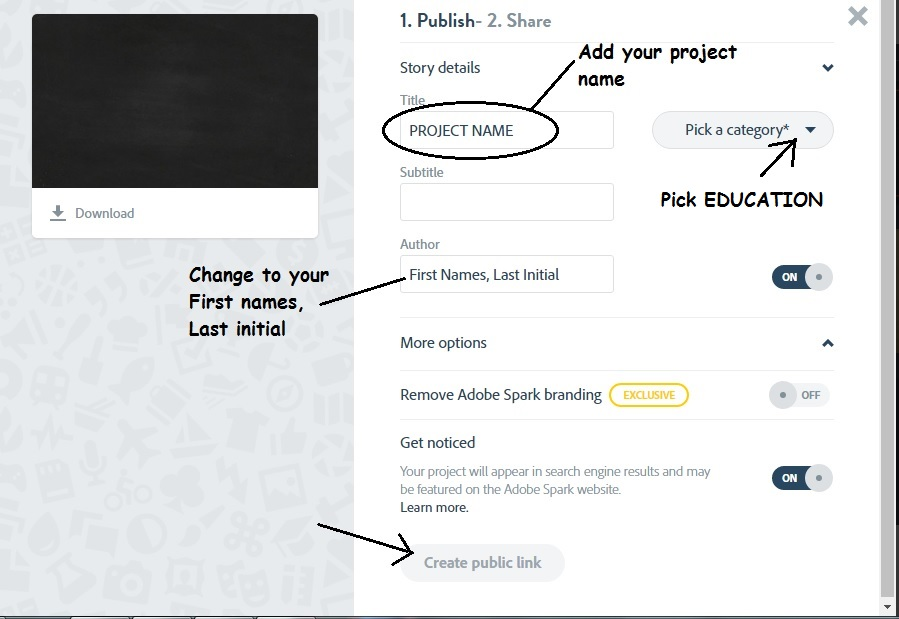 1. Publish- 2. Share
Add your project
name
Story details
Title
PROJECT NAME
Pick a category*
Pick EDUCATION
Subtitle
Download
Author
First Names, Last Initial
ON
Change to your
First names,
Last initial
More options
Remove Adobe Spark branding
EXCLUSIVE
OFF
Get noticed
Your project will appear in search engine results and may
be featured on the Adobe Spark website.
Learn more.
ON
Create public link